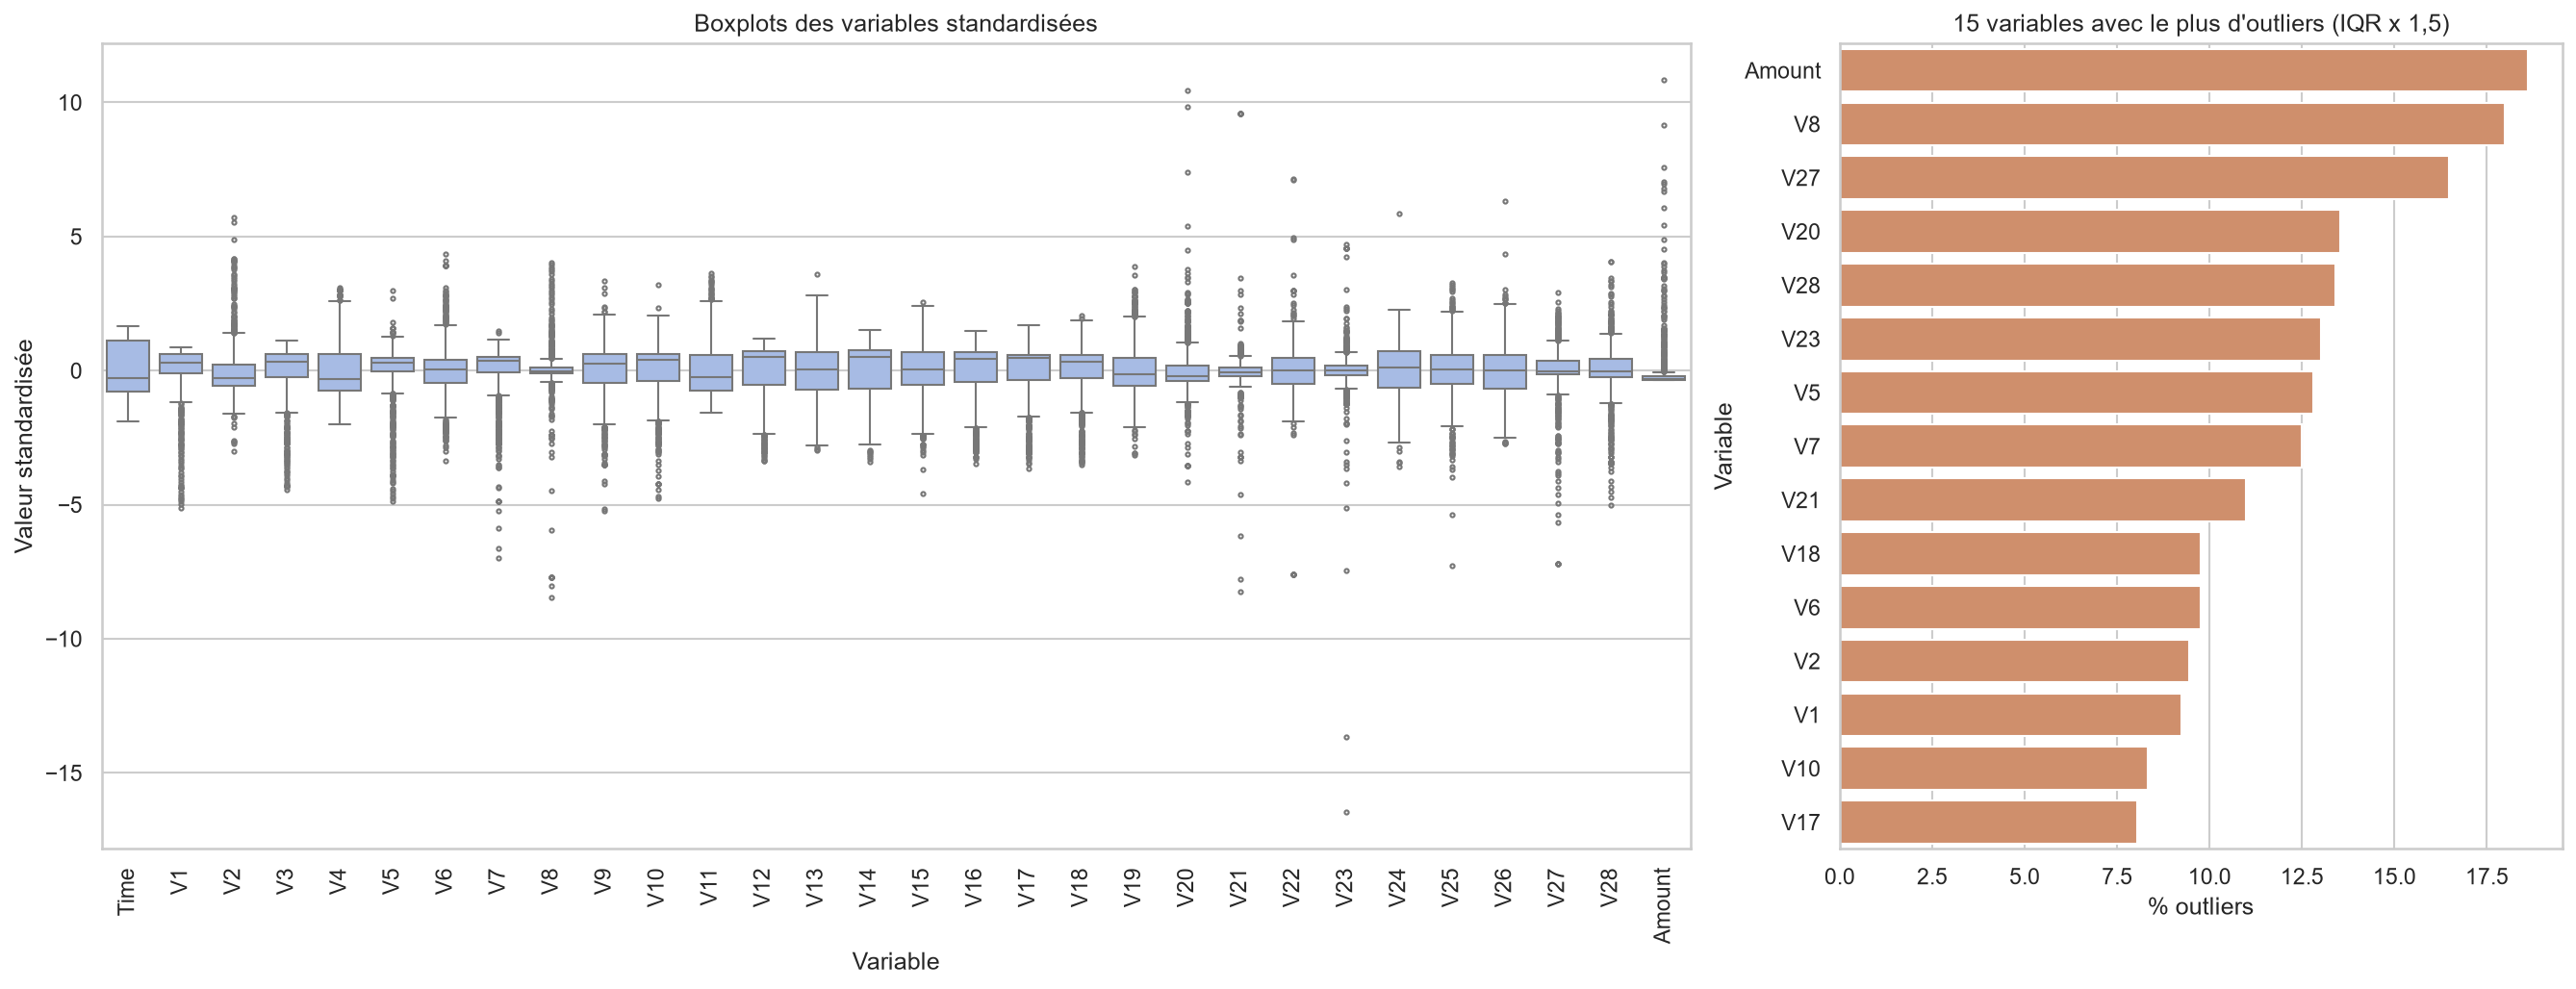 Boxplots des variables standardisées
Valeur standardisée
10
5
0
−5
−10
−15
Time
V1
V2
V3
V4
V5
V6
V7
V8
V9
V10
V11
V12
V13
V14
V15
V16
V17
V18
V19
V20
V21
V22
V23
V24
V25
V26
V27
V28
Amount
Variable
15 variables avec le plus d'outliers (IQR x 1,5)
Variable
Amount
V8
V27
V20
V28
V23
V5
V7
V21
V18
V6
V2
V1
V10
V17
0.0 2.5 5.0 7.5 10.0 12.5 15.0 17.5
% outliers